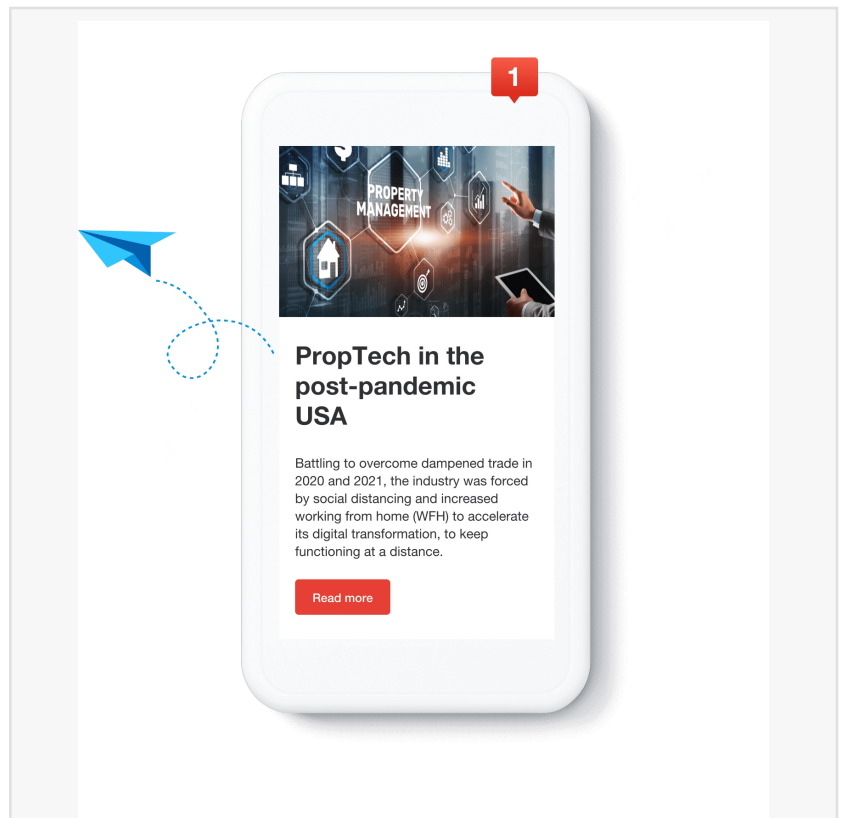 1
PROPERTY
MANAGEMENT
PropTech in the
post-pandemic
USA
Battling to overcome dampened trade in
2020 and 2021, the industry was forced
by social distancing and increased
working from home (WFH) to accelerate
its digital transformation, to keep
functioning at a distance.
Read more